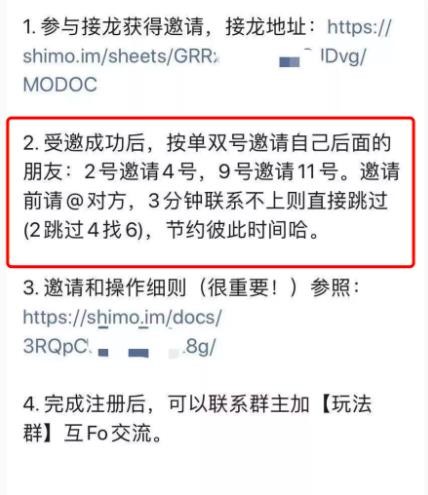 1. 参与接龙获得邀请，接龙地址：https://
shimo.im/sheets/GRR
Dvg/
MODOC
2. 受邀成功后，按单双号邀请自己后面的
朋友：2号邀请4号，9号邀请11号。邀请
前请@对方，3分钟联系不上则直接跳过
(2跳过4找6)，节约彼此时间哈。
3. 邀请和操作细则（很重要！）参照：
https://shimo.im/docs/
3RQpC
.8g/
4. 完成注册后，可以联系群主加【玩法
群】互Fo交流。